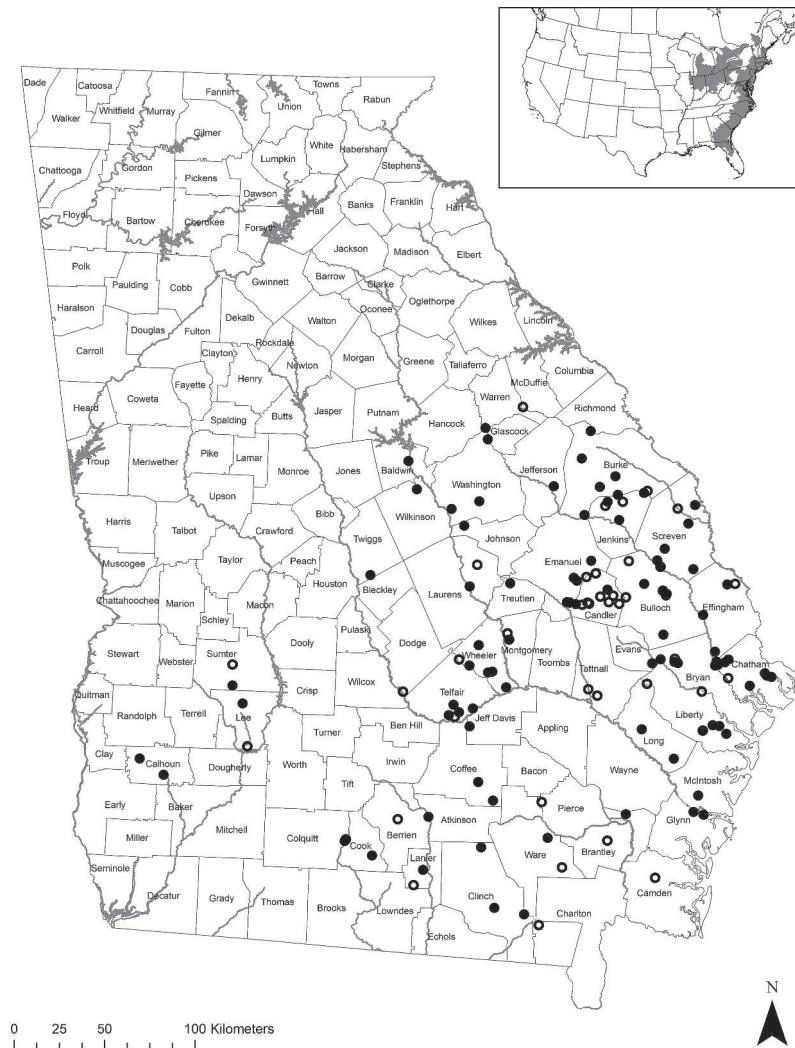 Dade
Catoosa
Fannin
Towns
Union
Rabun
Whitfield
Murray
Walker
Gilmer
White
Habersham
Lumpkin
Stephens
Chattooga
Gordon
Pickens
Dawson
Banks
Franklin
Hart
Floyd
Bartow
Cherokee
Forsyth
Hall
Jackson
Madison
Elbert
Polk
Paulding
Cobb
Gwinnett
Barrow
Clarke
Oconee
Oglethorpe
Haralson
Douglas
Fulton
Dekalb
Walton
Wilkes
Lincoln
Carroll
Clayton
Rockdale
Newton
Morgan
Greene
Taliaferro
McDuffie
Columbia
Heard
Coweta
Fayette
Henry
Warren
Spalding
Butts
Jasper
Putnam
Hancock
Glascock
Richmond
Troup
Meriwether
Pike
Lamar
Monroe
Jones
Baldwin
Washington
Jefferson
Burke
Upson
Harris
Talbot
Crawford
Bibb
Twiggs
Wilkinson
Johnson
Jenkins
Screven
Muscogee
Taylor
Peach
Houston
Bleckley
Laurens
Treutlen
Emanuel
Chattahoochee
Marion
Macon
Schley
Candler
Bulloch
Effingham
Stewart
Webster
Sumter
Dooly
Pulaski
Dodge
Wheeler
Montgomery
Toombs
Tattnall
Evans
Bryan
Chatham
Quitman
Randolph
Terrell
Lee
Crisp
Wilcox
Telfair
Jeff Davis
Appling
Liberty
Long
Clay
Calhoun
Dougherty
Worth
Turner
Ben Hill
Irwin
Coffee
Bacon
Wayne
McIntosh
Early
Baker
Tift
Pierce
Miller
Mitchell
Colquitt
Cook
Berrien
Atkinson
Lanier
Ware
Brantley
Glynn
Seminole
Decatur
Grady
Thomas
Brooks
Lowndes
Clinch
Echols
Charlton
Camden
0 25 50 100 Kilometers
N